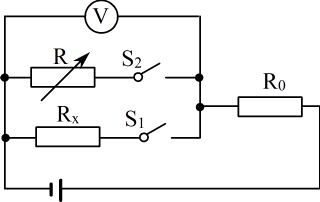 V
R S₂
R₀
Rₓ S₁